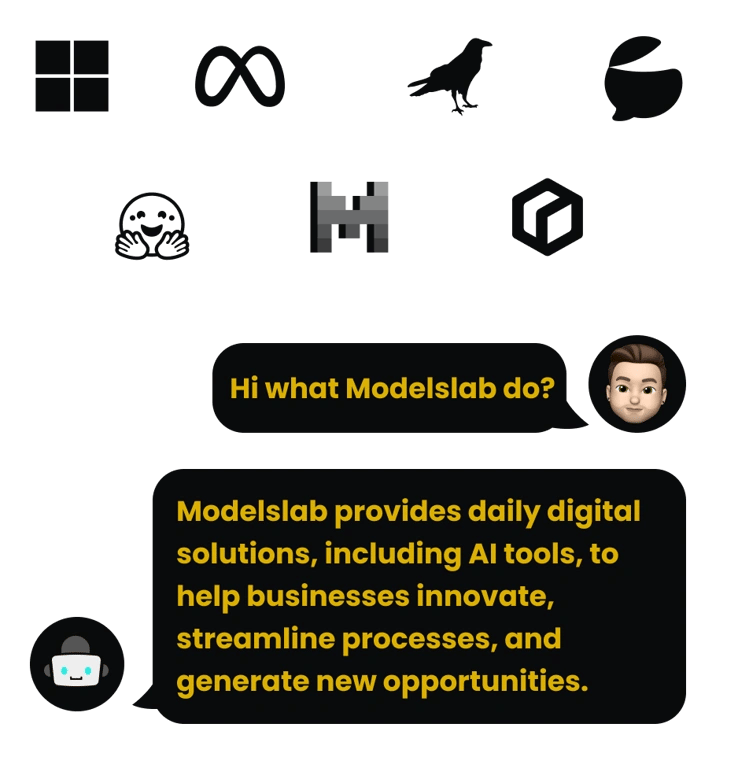 Hi what Modelslab do?
Modelslab provides daily digital
solutions, including AI tools, to
help businesses innovate,
streamline processes, and
generate new opportunities.